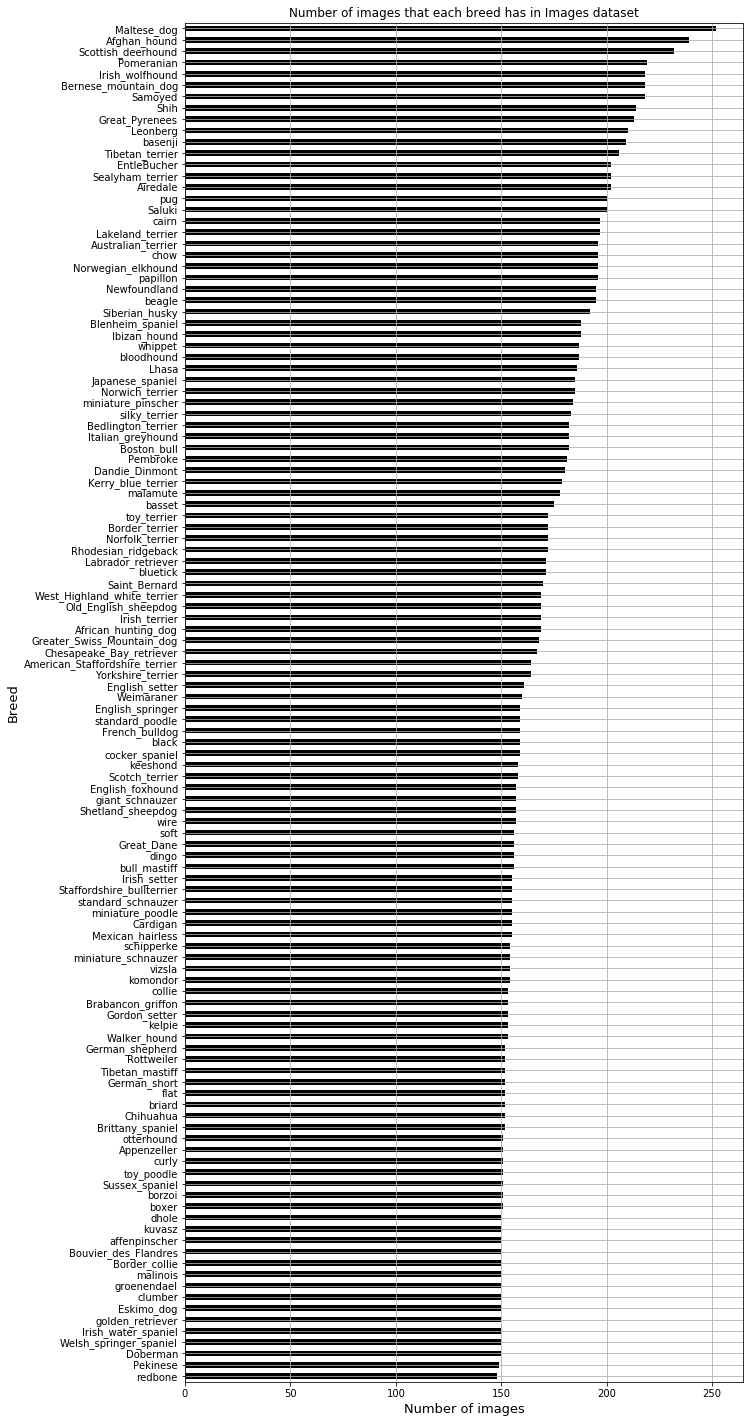 Number of images that each breed has in Images dataset
Maltese_dog
Afghan_hound
Scottish_deerhound
Pomeranian
Irish_wolfhound
Bernese_mountain_dog
Samoyed
Shih
Great_Pyrenees
Leonberg
basenji
Tibetan_terrier
EntleBucher
Sealyham_terrier
Airedale
pug
Saluki
cairn
Lakeland_terrier
Australian_terrier
chow
Norwegian_elkhound
papillon
Newfoundland
beagle
Siberian_husky
Blenheim_spaniel
Ibizan_hound
whippet
bloodhound
Lhasa
Japanese_spaniel
Norwich_terrier
miniature_pinscher
silky_terrier
Bedlington_terrier
Italian_greyhound
Boston_bull
Pembroke
Dandie_Dinmont
Kerry_blue_terrier
malamute
basset
toy_terrier
Border_terrier
Norfolk_terrier
Rhodesian_ridgeback
Labrador_retriever
bluetick
Saint_Bernard
West_Highland_white_terrier
Old_English_sheepdog
Irish_terrier
African_hunting_dog
Greater_Swiss_Mountain_dog
Chesapeake_Bay_retriever
American_Staffordshire_terrier
Yorkshire_terrier
English_setter
Weimaraner
English_springer
standard_poodle
French_bulldog
black
cocker_spaniel
keeshond
Scotch_terrier
English_foxhound
giant_schnauzer
Shetland_sheepdog
wire
soft
Great_Dane
dingo
bull_mastiff
Irish_setter
Staffordshire_bullterrier
standard_schnauzer
miniature_poodle
Cardigan
Mexican_hairless
schipperke
miniature_schnauzer
vizsla
komondor
collie
Brabancon_griffon
Gordon_setter
kelpie
Walker_hound
German_shepherd
Rottweiler
Tibetan_mastiff
German_short
flat
briard
Chihuahua
Brittany_spaniel
otterhound
Appenzeller
curly
toy_poodle
Sussex_spaniel
borzoi
boxer
dhole
kuvasz
affenpinscher
Bouvier_des_Flandres
Border_collie
malinois
groenendael
clumber
Eskimo_dog
golden_retriever
Irish_water_spaniel
Welsh_springer_spaniel
Doberman
Pekinese
redbone
Breed
0 50 100 150 200 250
Number of images